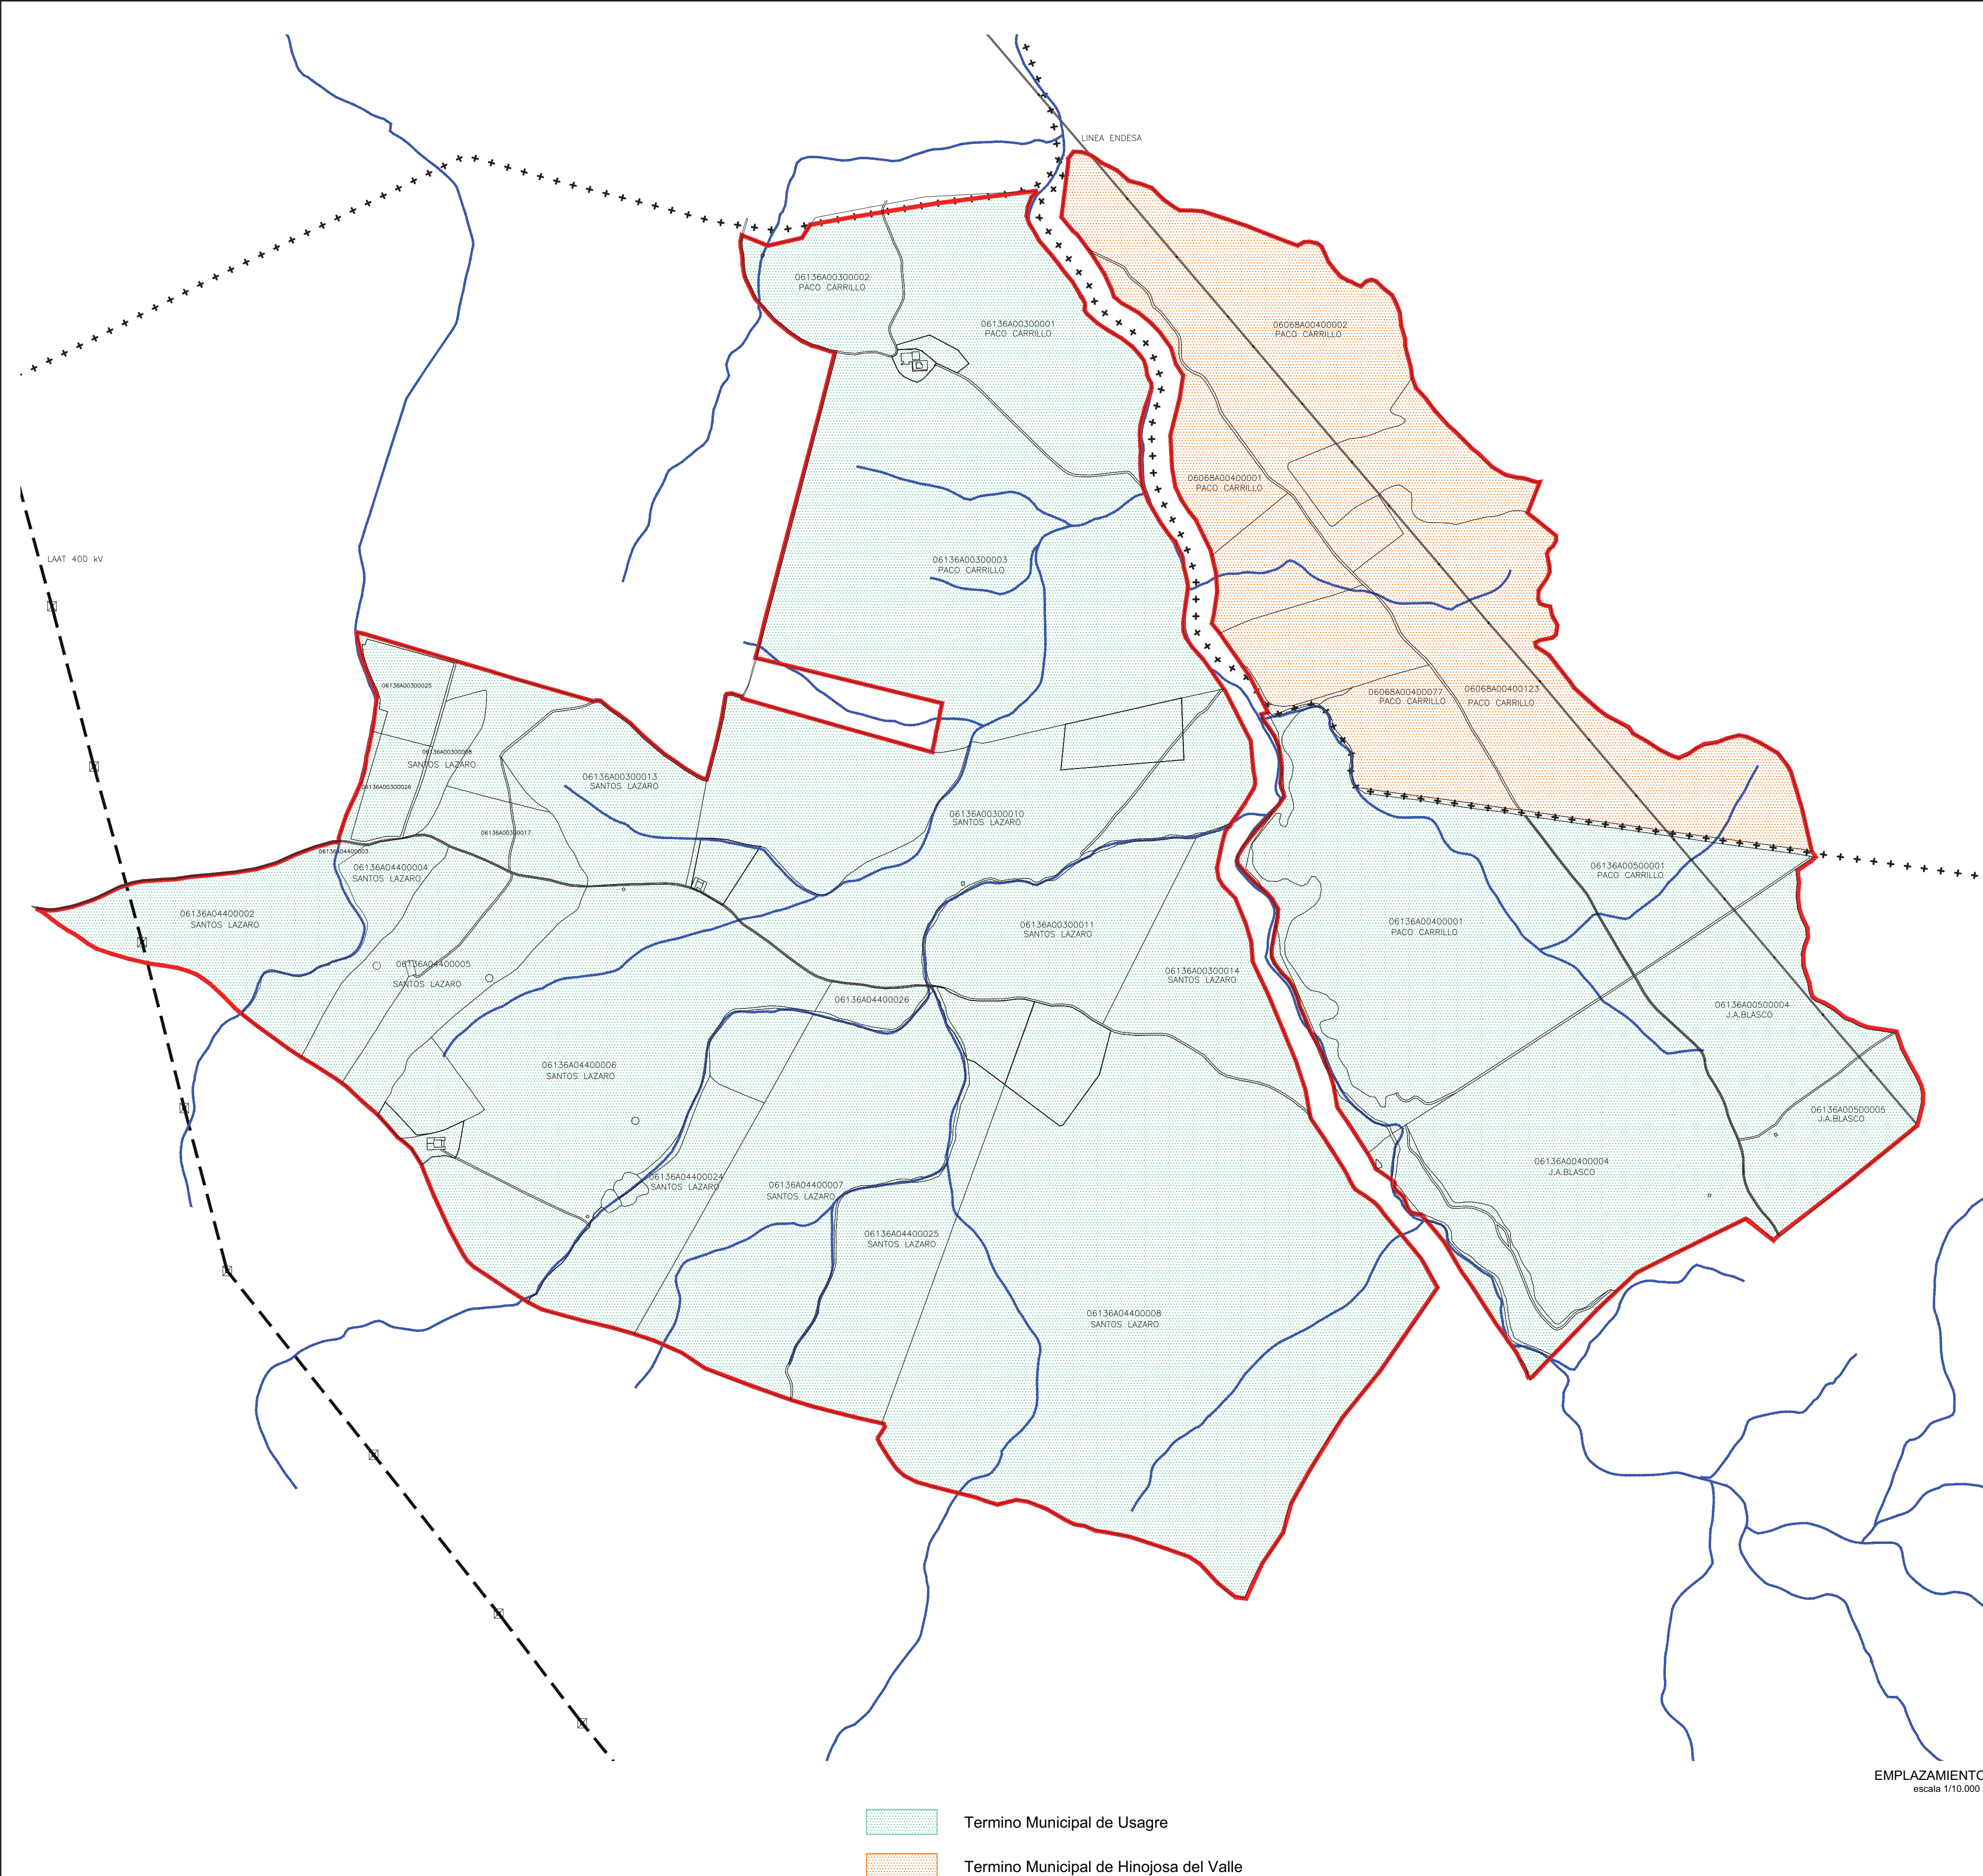 LINEA ENDESA
06136A00300002
PACO CARRILLO
06136A00300001
PACO CARRILLO
06068A00400002
PACO CARRILLO
06068A00400001
PACO CARRILLO
LAAT 400 kV
06136A00300003
PACO CARRILLO
06136A00300025
06068A00400077
PACO CARRILLO
06068A00400123
PACO CARRILLO
06136A00300008
SANTOS LAZARO
06136A00300026
06136A00300013
SANTOS LAZARO
06136A00300010
SANTOS LAZARO
06136A00300017
06136A04400003
06136A04400004
SANTOS LAZARO
06136A00500001
PACO CARRILLO
06136A04400002
SANTOS LAZARO
06136A00300011
SANTOS LAZARO
06136A00400001
PACO CARRILLO
06136A04400005
SANTOS LAZARO
06136A00300014
SANTOS LAZARO
06136A04400026
06136A00500004
J.A.BLASCO
06136A04400006
SANTOS LAZARO
06136A00500005
J.A.BLASCO
06136A00400004
J.A.BLASCO
06136A04400024
SANTOS LAZARO
06136A04400007
SANTOS LAZARO
06136A04400025
SANTOS LAZARO
06136A04400008
SANTOS LAZARO
EMPLAZAMIENTO
escala 1/10.000
Termino Municipal de Usagre
Termino Municipal de Hinojosa del Valle